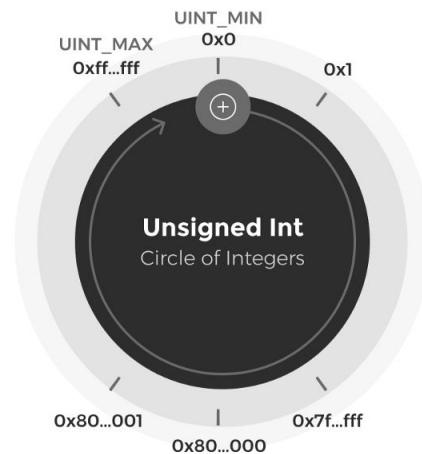 UINT_MIN
0x0
UINT_MAX
0xff...fff
0x1
Unsigned Int
Circle of Integers
0x80...001
0x7f...fff
0x80...000